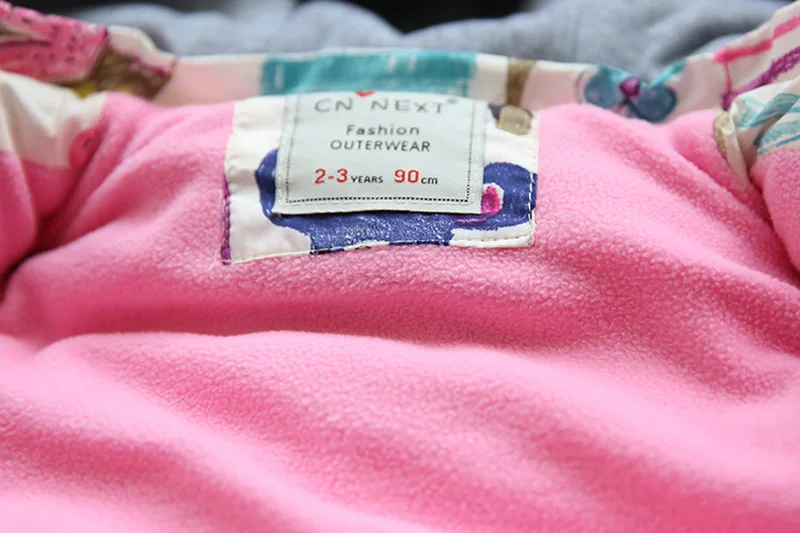 CN NEXT®
Fashion
OUTERWEAR
2-3 YEARS 90cm